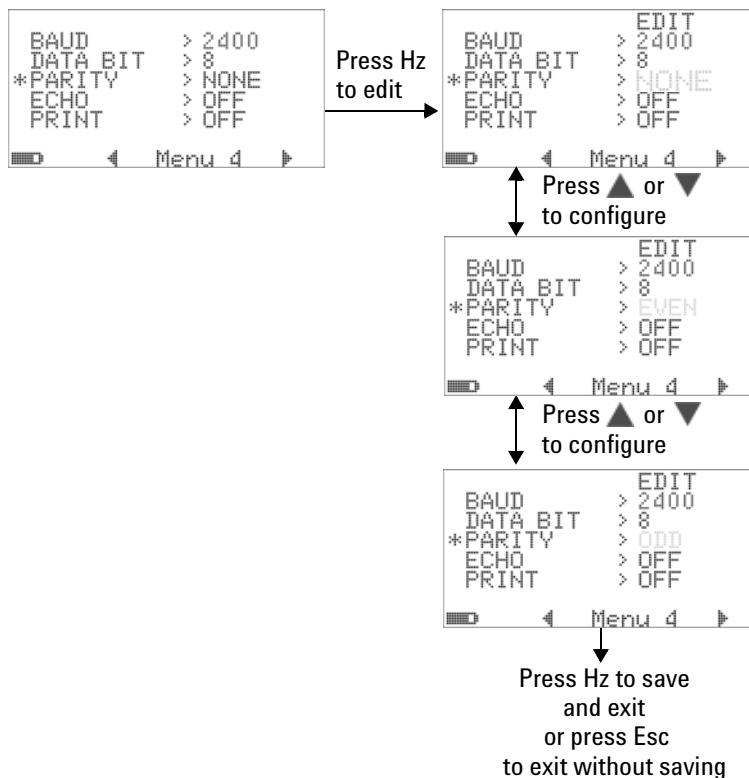 BAUD > 2400
DATA BIT > 8
*PARITY > NONE
ECHO > OFF
PRINT > OFF
Menu 4
Press Hz
to edit
EDIT
BAUD > 2400
DATA BIT > 8
*PARITY > NONE
ECHO > OFF
PRINT > OFF
Menu 4
Press ▲ or ▼
to configure
EDIT
BAUD > 2400
DATA BIT > 8
*PARITY > EVEN
ECHO > OFF
PRINT > OFF
Menu 4
Press ▲ or ▼
to configure
EDIT
BAUD > 2400
DATA BIT > 8
*PARITY > ODD
ECHO > OFF
PRINT > OFF
Menu 4
Press Hz to save
and exit
or press Esc
to exit without saving